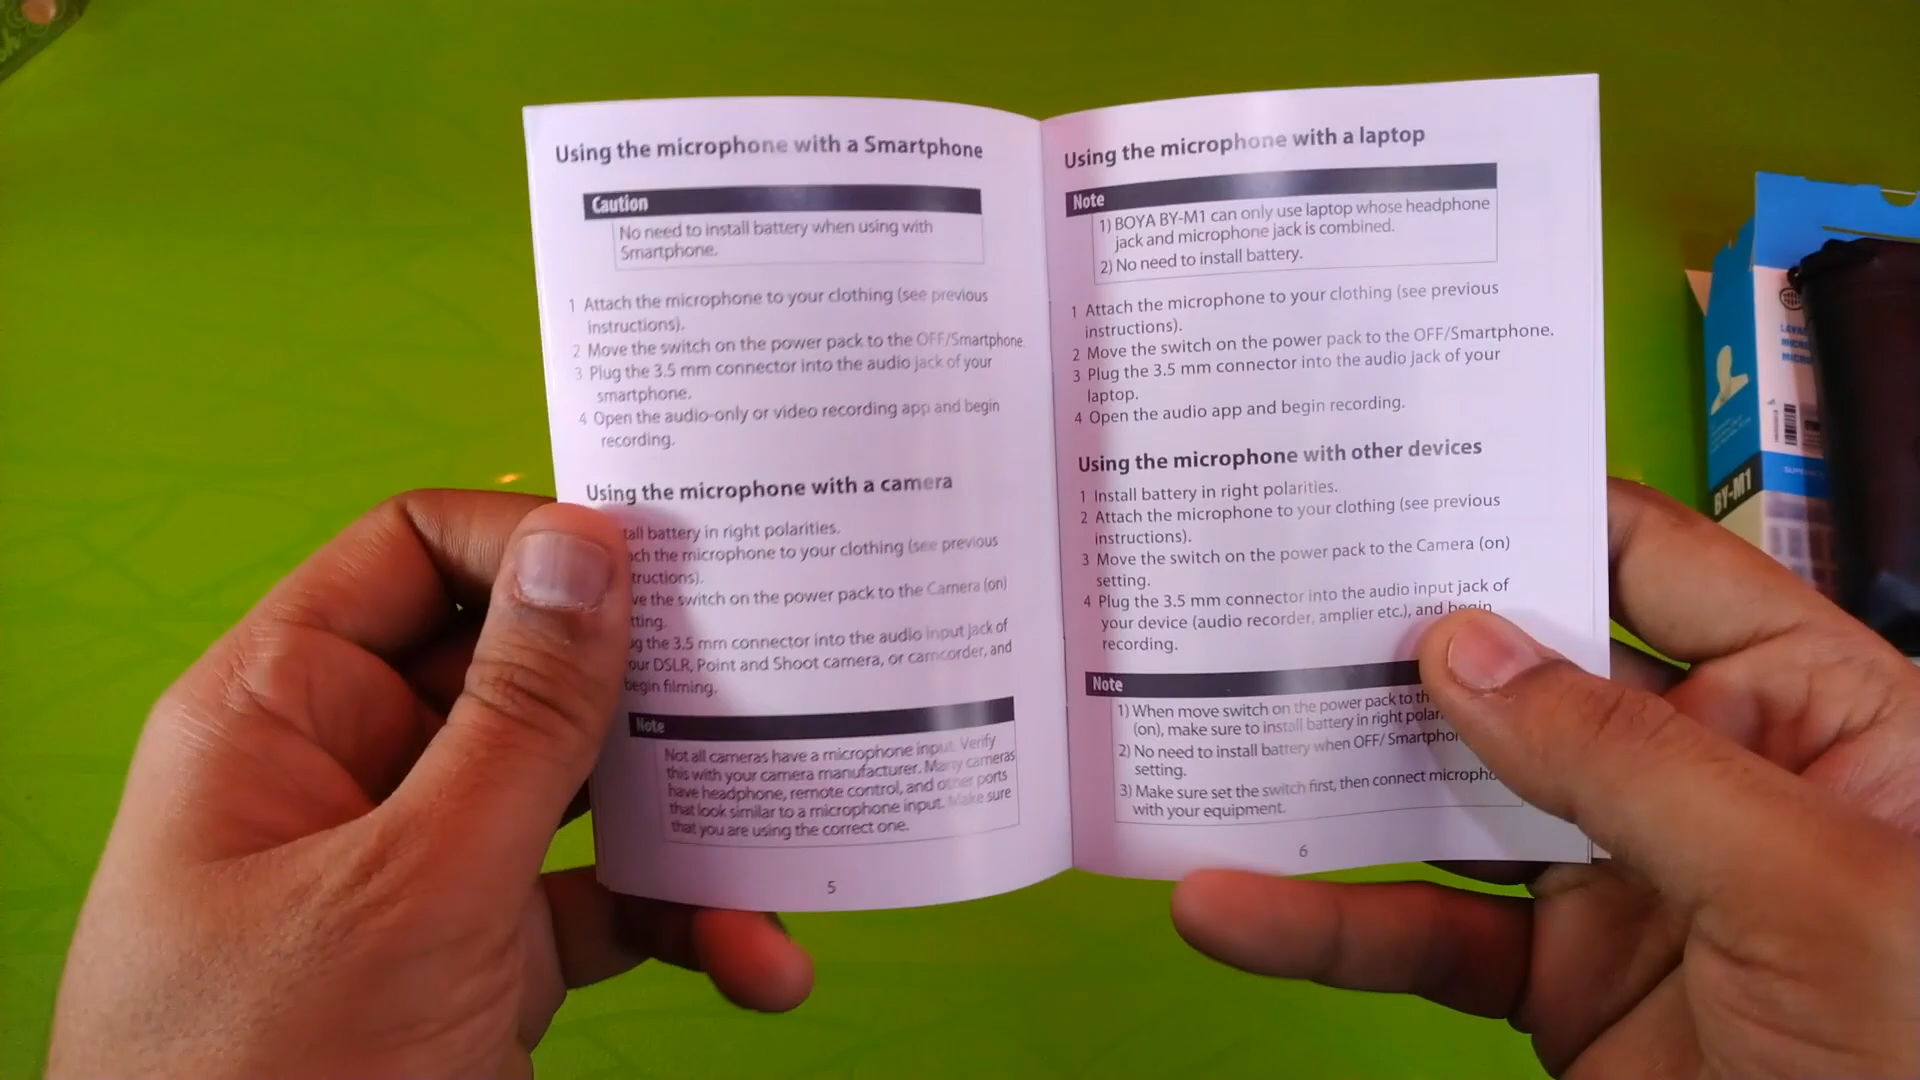 Using the microphone with a Smartphone
Caution
No need to install battery when using with
Smartphone.
1 Attach the microphone to your clothing (see previous
instructions).
2 Move the switch on the power pack to the OFF/Smartphone.
3 Plug the 3.5 mm connector into the audio jack of your
smartphone.
4 Open the audio-only or video recording app and begin
recording.
Using the microphone with a camera
tall battery in right polarities.
ach the microphone to your clothing (see previous
tructions).
ve the switch on the power pack to the Camera (on)
tting.
ug the 3.5 mm connector into the audio input jack of
our DSLR, Point and Shoot camera, or camcorder, and
begin filming.
Note
Not all cameras have a microphone input. Verify
this with your camera manufacturer. Many cameras
have headphone, remote control, and other ports
that look similar to a microphone input. Make sure
that you are using the correct one.
5
Using the microphone with a laptop
Note
1) BOYA BY-M1 can only use laptop whose headphone
jack and microphone jack is combined.
2) No need to install battery.
1 Attach the microphone to your clothing (see previous
instructions).
2 Move the switch on the power pack to the OFF/Smartphone.
3 Plug the 3.5 mm connector into the audio jack of your
laptop.
4 Open the audio app and begin recording.
Using the microphone with other devices
1 Install battery in right polarities.
2 Attach the microphone to your clothing (see previous
instructions).
3 Move the switch on the power pack to the Camera (on)
setting.
4 Plug the 3.5 mm connector into the audio input jack of
your device (audio recorder, amplier etc.), and begin
recording.
Note
1) When move switch on the power pack to th
(on), make sure to install battery in right polar
2) No need to install battery when OFF/ Smartpho
setting.
3) Make sure set the switch first, then connect micropho
with your equipment.
6
BY-M1